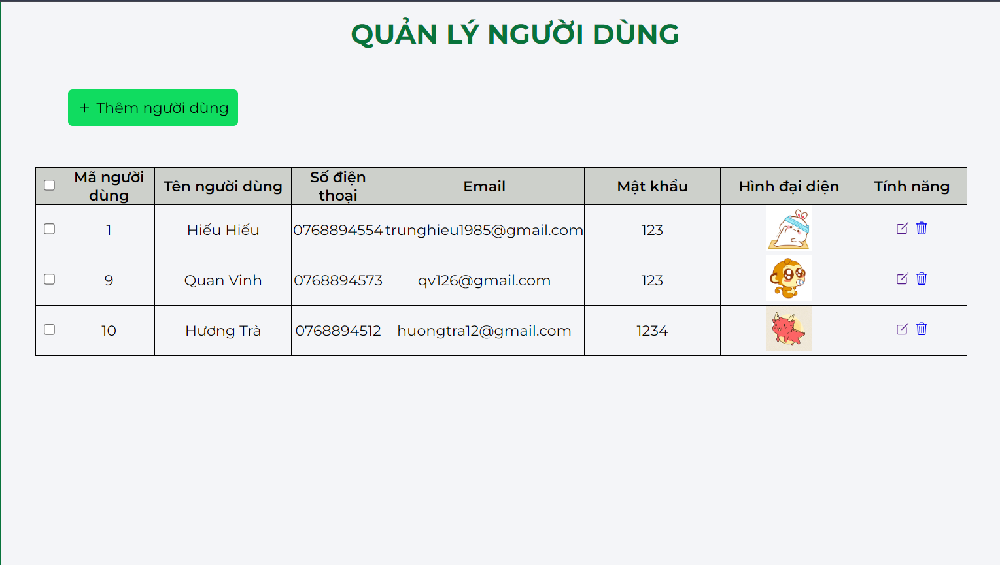 QUẢN LÝ NGƯỜI DÙNG
+ Thêm người dùng
Mã người dùng Tên người dùng Số điện thoại Email Mật khẩu Hình đại diện Tính năng
1 Hiếu Hiếu 0768894554 trunghieu1985@gmail.com 123
9 Quan Vinh 0768894573 qv126@gmail.com 123
10 Hương Trà 0768894512 huongtra12@gmail.com 1234